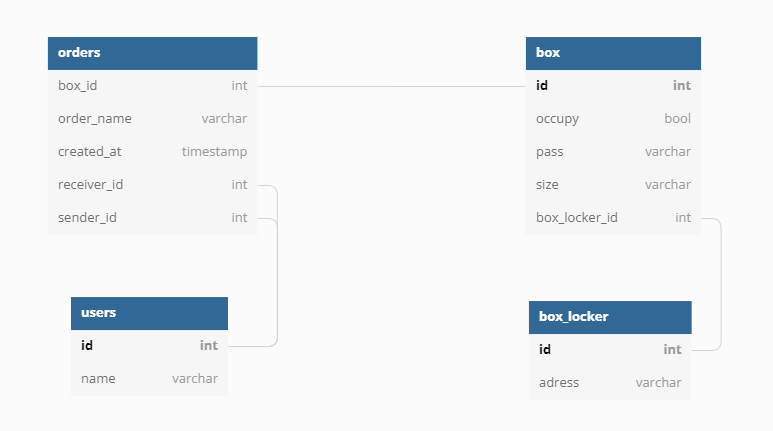 orders
box_id int
order_name varchar
created_at timestamp
receiver_id int
sender_id int
box
id int
occupy bool
pass varchar
size varchar
box_locker_id int
users
id int
name varchar
box_locker
id int
adress varchar